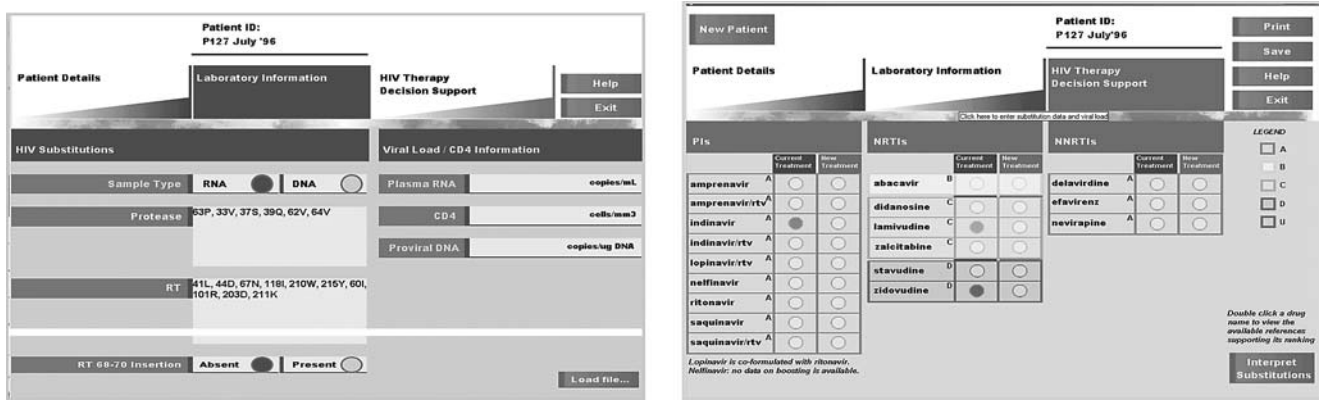 Patient ID:
P127 July '96
Patient Details
Laboratory Information
HIV Therapy
Decision Support
Help
Exit
HIV Substitutions
Viral Load / CD4 Information
Sample Type
RNA
DNA
Plasma RNA
copies/mL
Protease
63P, 33V, 37S, 39Q, 62V, 64V
CD4
cells/mm3
Proviral DNA
copies/ug DNA
RT
41L, 44D, 67N, 118I, 210W, 215Y, 60I,
101R, 203D, 211K
RT 68-70 Insertion
Absent
Present
Load file...
New Patient
Patient ID:
P127 July'96
Print
Save
Help
Exit
Patient Details
Laboratory Information
HIV Therapy
Decision Support
Click here to enter substitution data and viral load
PIs
NRTIs
NNRTIs
LEGEND
A
B
C
D
U
Current
Treatment
New
Treatment
Current
Treatment
New
Treatment
Current
Treatment
New
Treatment
amprenavir A
amprenavir/rtv A
indinavir A
indinavir/rtv A
lopinavir/rtv A
nelfinavir A
ritonavir A
saquinavir A
saquinavir/rtv A
abacavir B
didanosine C
lamivudine C
zalcitabine C
stavudine D
zidovudine D
delavirdine A
efavirenz A
nevirapine A
Lopinavir is co-formulated with ritonavir.
Nelfinavir: no data on boosting is available.
Double click a drug
name to view the
available references
supporting its ranking
Interpret
Substitutions